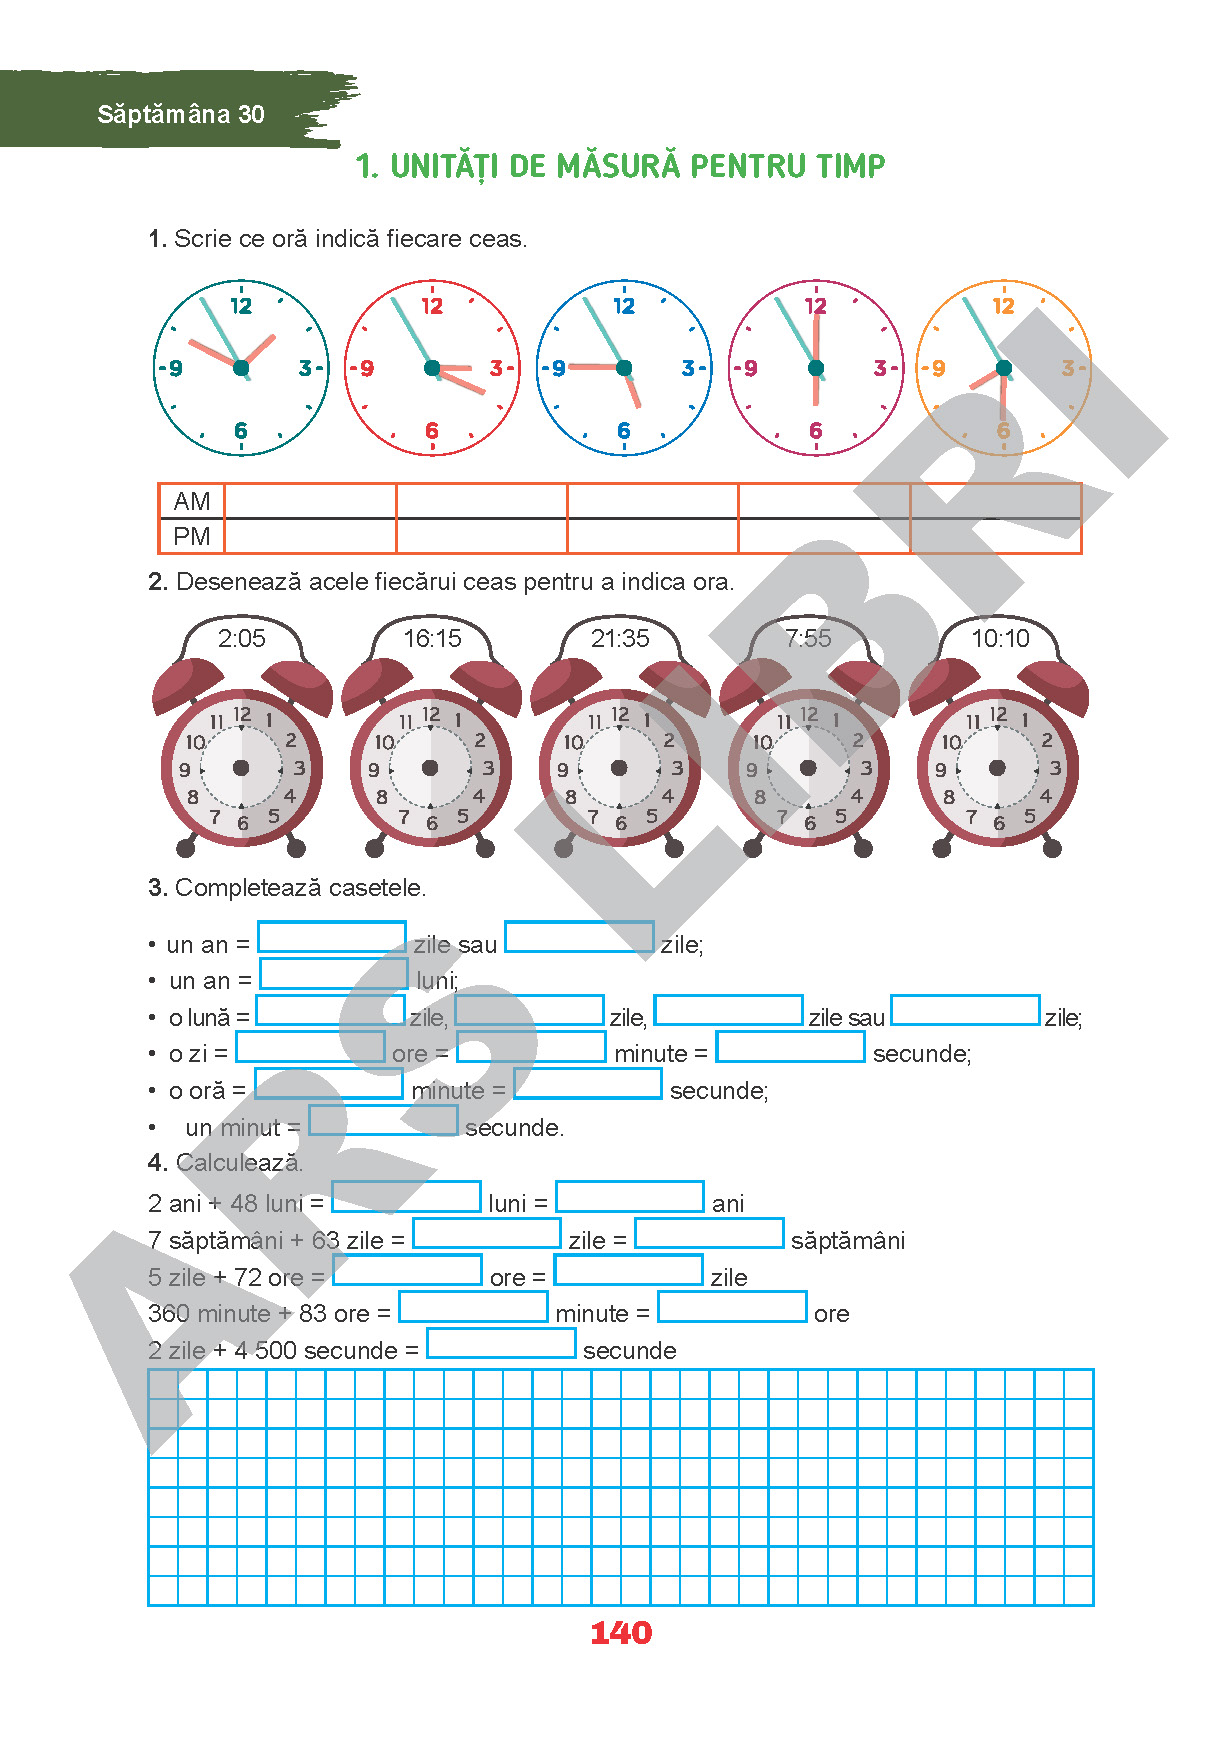 Săptămâna 30
1. UNITĂȚI DE MĂSURĂ PENTRU TIMP
1. Scrie ce oră indică fiecare ceas.
12 12 12 12 12
9 3 9 3 9 3 9 3 9 3
6 6 6 6 6
AM
PM
2. Desenează acele fiecărui ceas pentru a indica ora.
2:05 16:15 21:35 7:55 10:10
12 1 2 3 4 5 6 7 8 9 10 11
12 1 2 3 4 5 6 7 8 9 10 11
12 1 2 3 4 5 6 7 8 9 10 11
12 1 2 3 4 5 6 7 8 9 10 11
12 1 2 3 4 5 6 7 8 9 10 11
3. Completează casetele.
• un an = zile sau zile;
• un an = luni;
• o lună = zile, zile, zile sau zile;
• o zi = ore = minute = secunde;
• o oră = minute = secunde;
• un minut = secunde.
4. Calculează.
2 ani + 48 luni = luni = ani
7 săptămâni + 63 zile = zile = săptămâni
5 zile + 72 ore = ore = zile
360 minute + 83 ore = minute = ore
2 zile + 4 500 secunde = secunde
140
ARS LIBRI